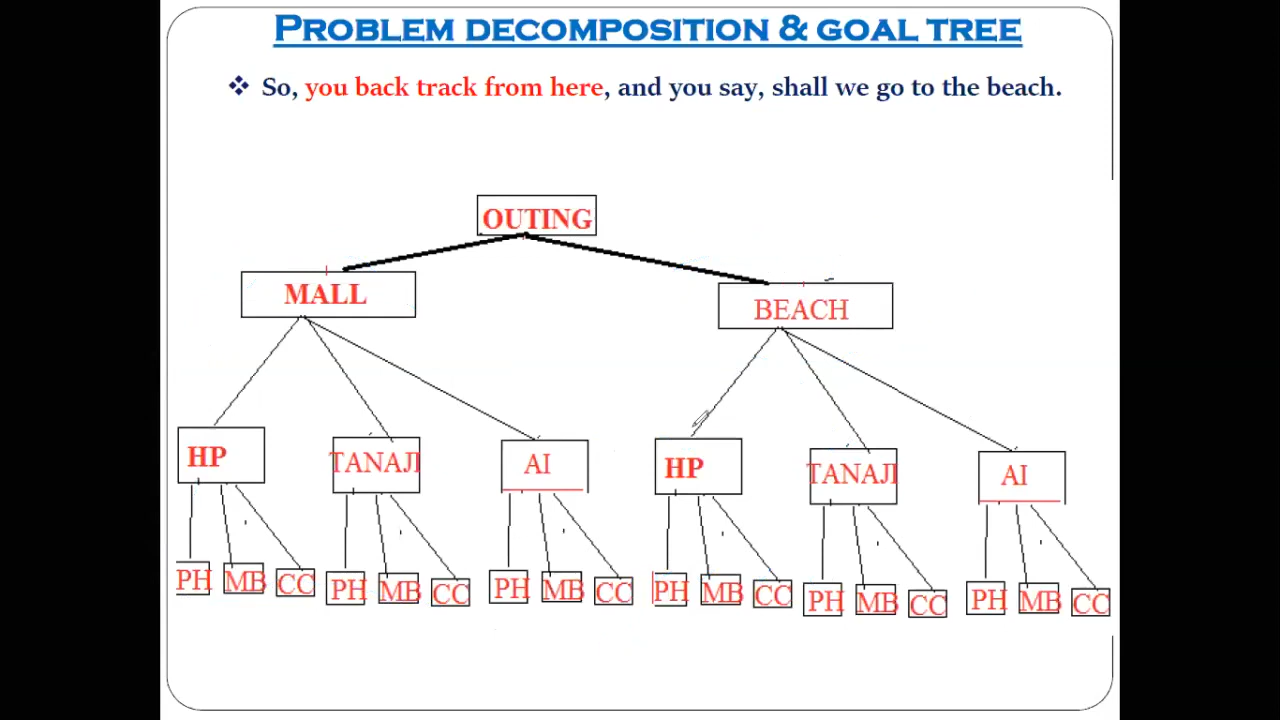 PROBLEM DECOMPOSITION & GOAL TREE
❖ So, you back track from here, and you say, shall we go to the beach.
OUTING
MALL BEACH
HP TANAJI AI HP TANAJI AI
PH MB CC PH MB CC PH MB CC PH MB CC PH MB CC PH MB CC